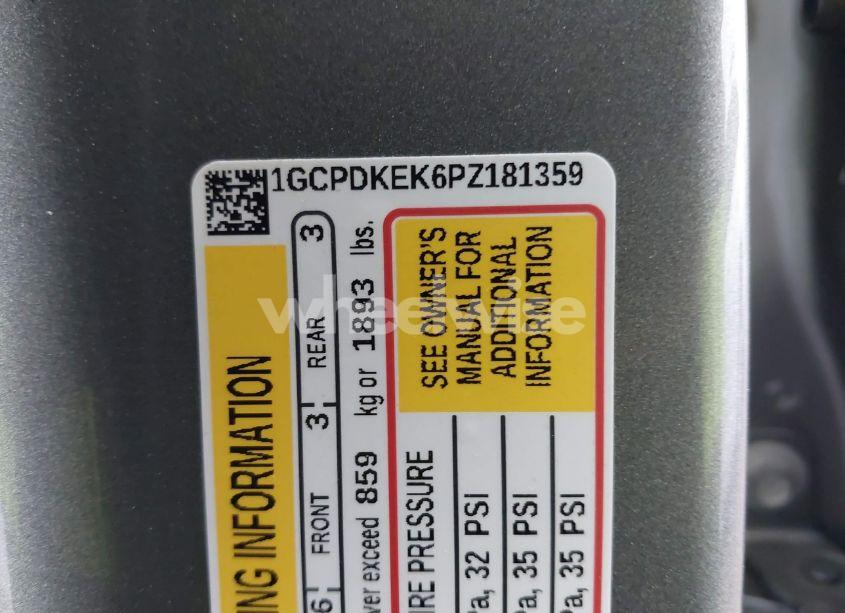 1GCPDKEK6PZ181359
ING INFORMATION
6 FRONT 3 REAR 3
ver exceed 859 kg or 1893 lbs.
IRE PRESSURE
SEE OWNER'S
MANUAL FOR
ADDITIONAL
INFORMATION
Pa, 32 PSI
Pa, 35 PSI
Pa, 35 PSI
wheelwise